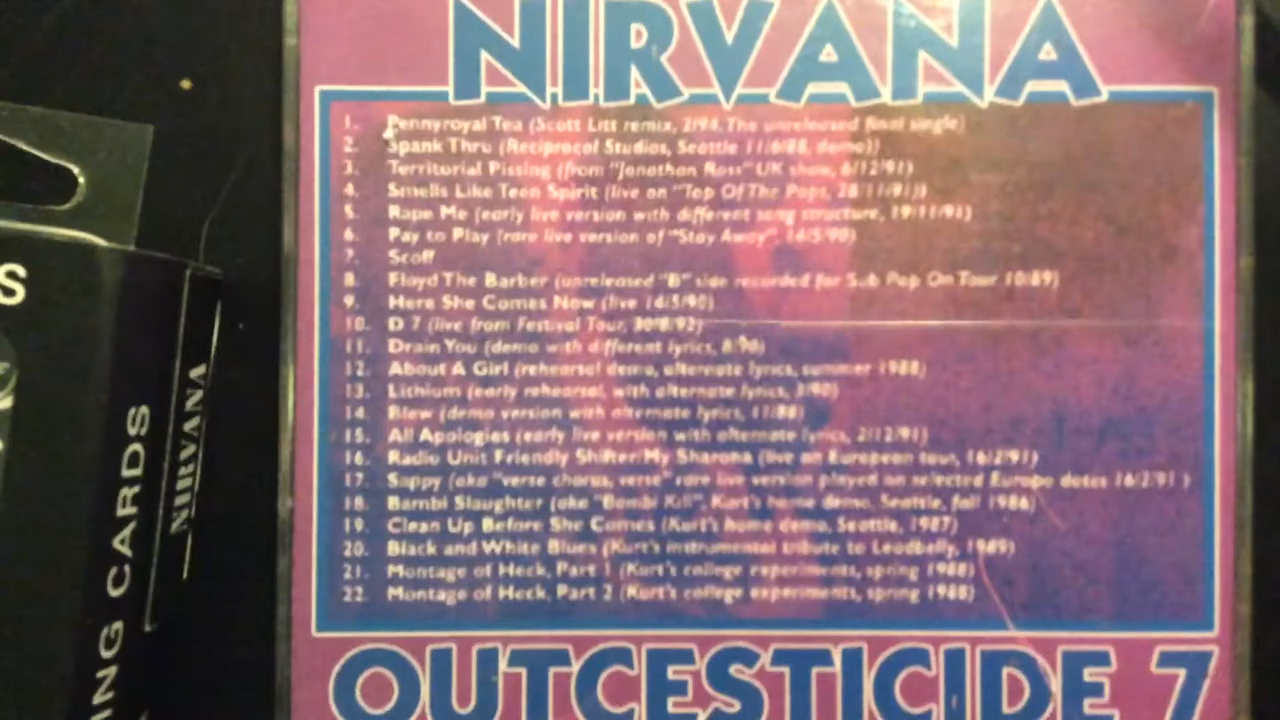 NIRVANA
1. Pennyroyal Tea (Scott Litt remix, 2/94. The unreleased final single)
2. Spank Thru (Reciprocol Studios, Seattle 11/6/88, demo))
3. Territorial Pissing (from "Jonathan Ross" UK show, 6/12/91)
4. Smells Like Teen Spirit (live on "Top Of The Pops, 28/11/91))
5. Rape Me (early live version with different song structure, 19/11/91)
6. Pay to Play (rare live version of "Stay Away" 14/5/90)
7. Scoff
8. Floyd The Barber (unreleased "B" side recorded for Sub Pop On Tour 10/89)
9. Here She Comes Now (live 14/5/90)
10. D 7 (live from Festival Tour, 30/8/92)
11. Drain You (demo with different lyrics, 8/90)
12. About A Girl (rehearsal demo, alternate lyrics, summer 1988)
13. Lithium (early rehearsal, with alternate lyrics, 3/90)
14. Blew (demo version with alternate lyrics, 11/88)
15. All Apologies (early live version with alternate lyrics, 2/12/91)
16. Radio Unit Friendly Shifter/My Sharona (live on European tour, 16/2/91)
17. Sappy (aka "verse chorus, verse" rare live version played on selected Europe dates 16/2/91 )
18. Bambi Slaughter (aka "Bambi Kill", Kurt's home demo, Seattle, fall 1986)
19. Clean Up Before She Comes (Kurt's home demo, Seattle, 1987)
20. Black and White Blues (Kurt's instrumental tribute to Leadbelly, 1989)
21. Montage of Heck, Part 1 (Kurt's college experiments, spring 1988)
22. Montage of Heck, Part 2 (Kurt's college experiments, spring 1988)
OUTCESTICIDE 7
S
ING CARDS
NIRVANA